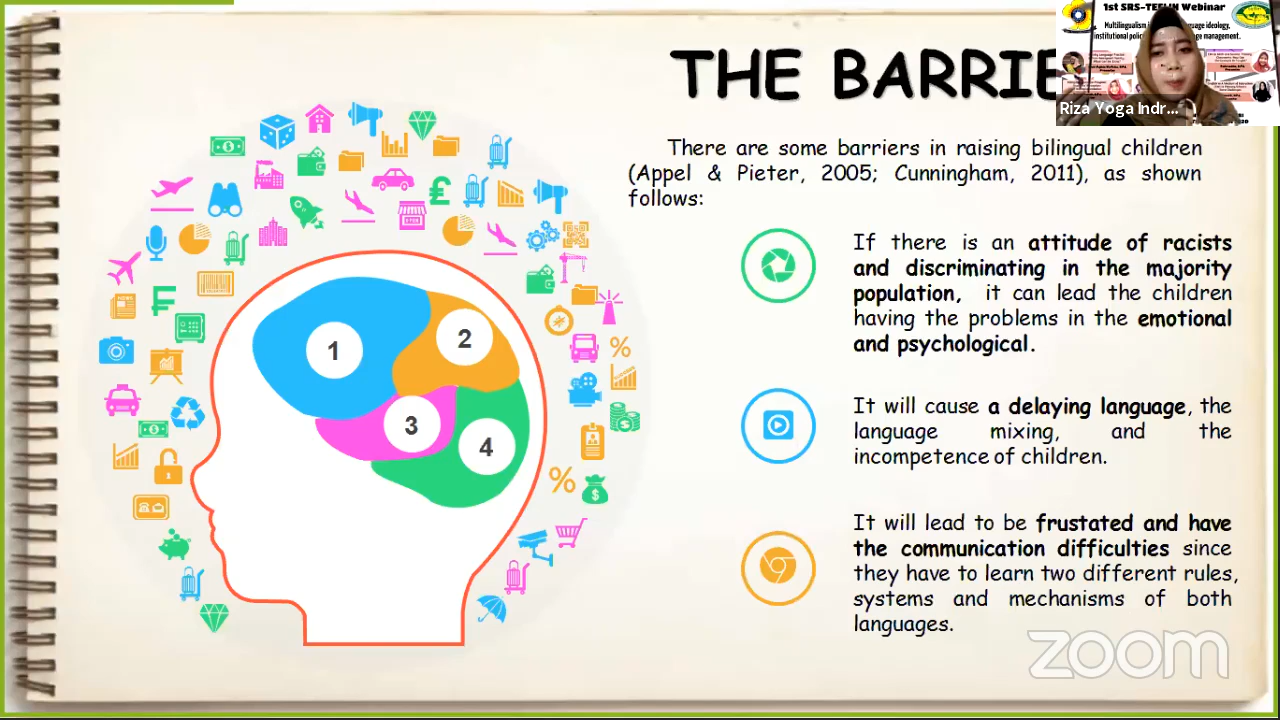 1st SRS-TEFLIN Webinar
THE BARRIE
Riza Yoga Indr...
There are some barriers in raising bilingual children
(Appel & Pieter, 2005; Cunningham, 2011), as shown
follows:
If there is an attitude of racists
and discriminating in the majority
population, it can lead the children
having the problems in the emotional
and psychological.
It will cause a delaying language, the
language mixing, and the
incompetence of children.
It will lead to be frustated and have
the communication difficulties since
they have to learn two different rules,
systems and mechanisms of both
languages.
1
2
3
4
zoom